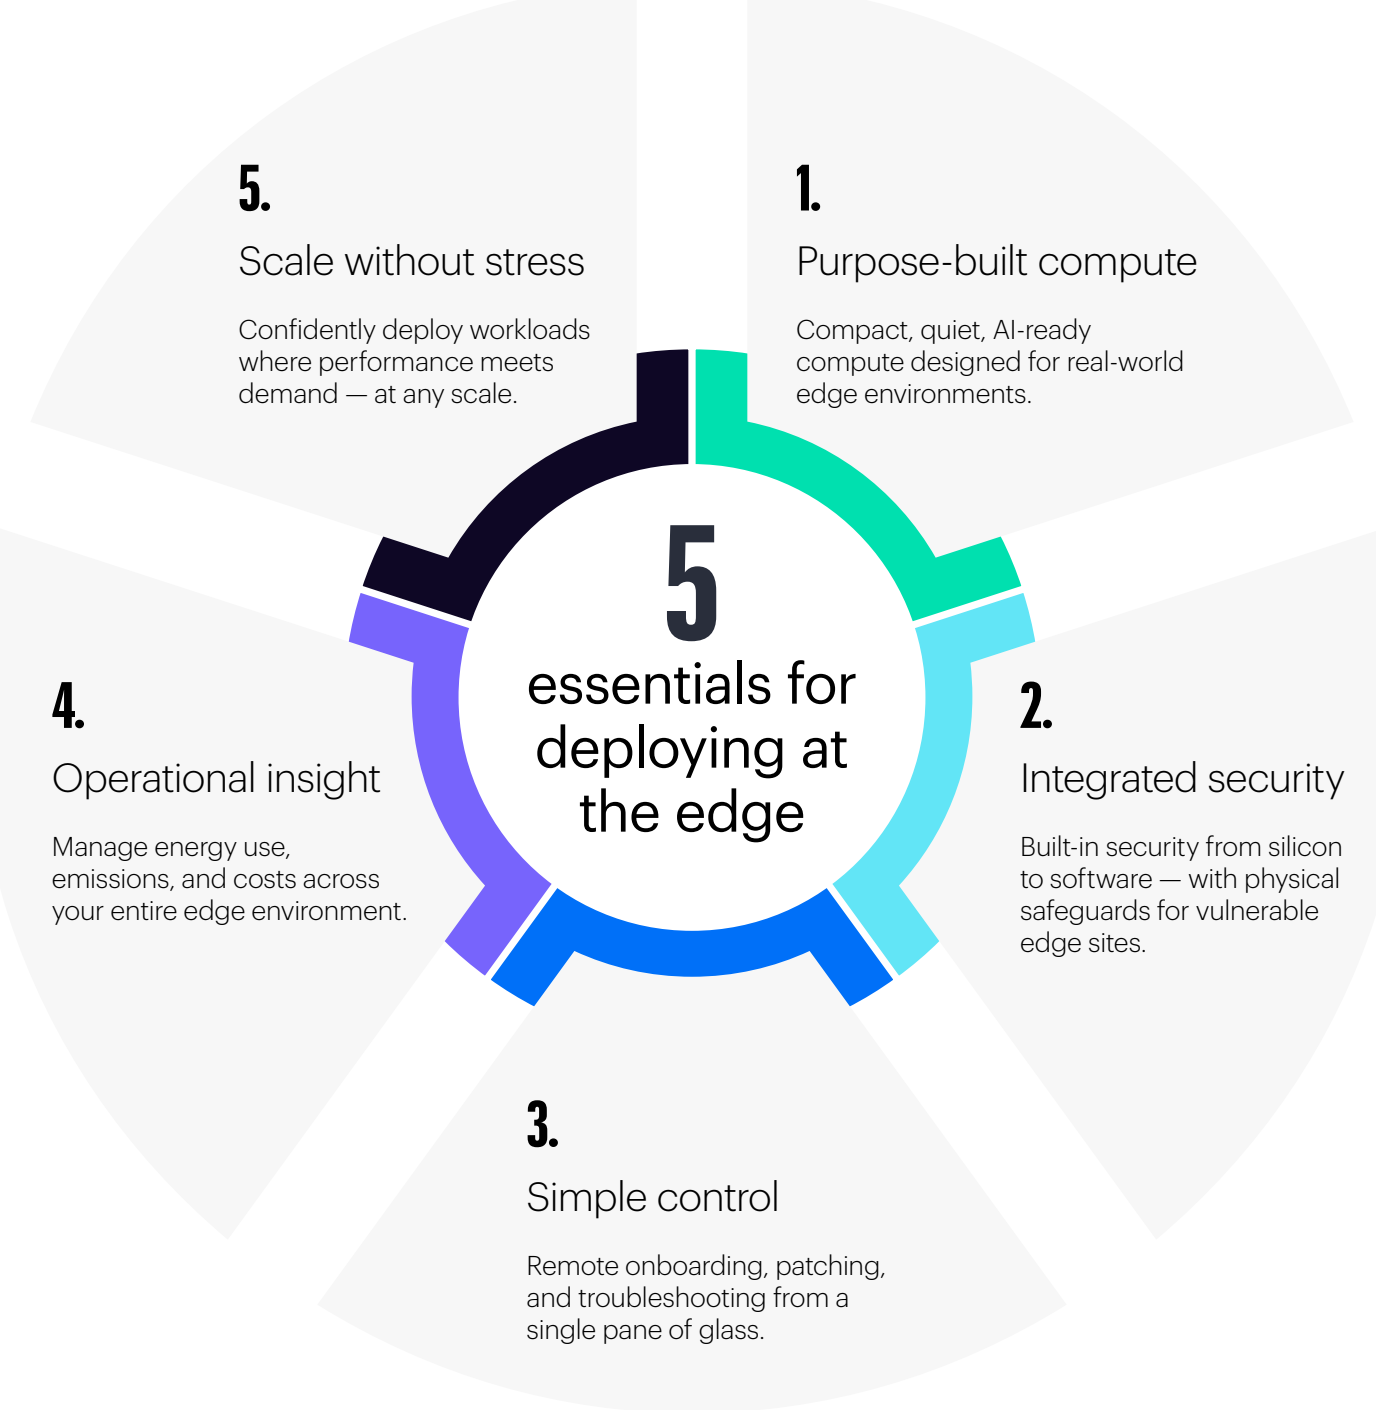 5
essentials for
deploying at
the edge
1.
Purpose-built compute
Compact, quiet, AI-ready
compute designed for real-world
edge environments.
2.
Integrated security
Built-in security from silicon
to software — with physical
safeguards for vulnerable
edge sites.
3.
Simple control
Remote onboarding, patching,
and troubleshooting from a
single pane of glass.
4.
Operational insight
Manage energy use,
emissions, and costs across
your entire edge environment.
5.
Scale without stress
Confidently deploy workloads
where performance meets
demand — at any scale.